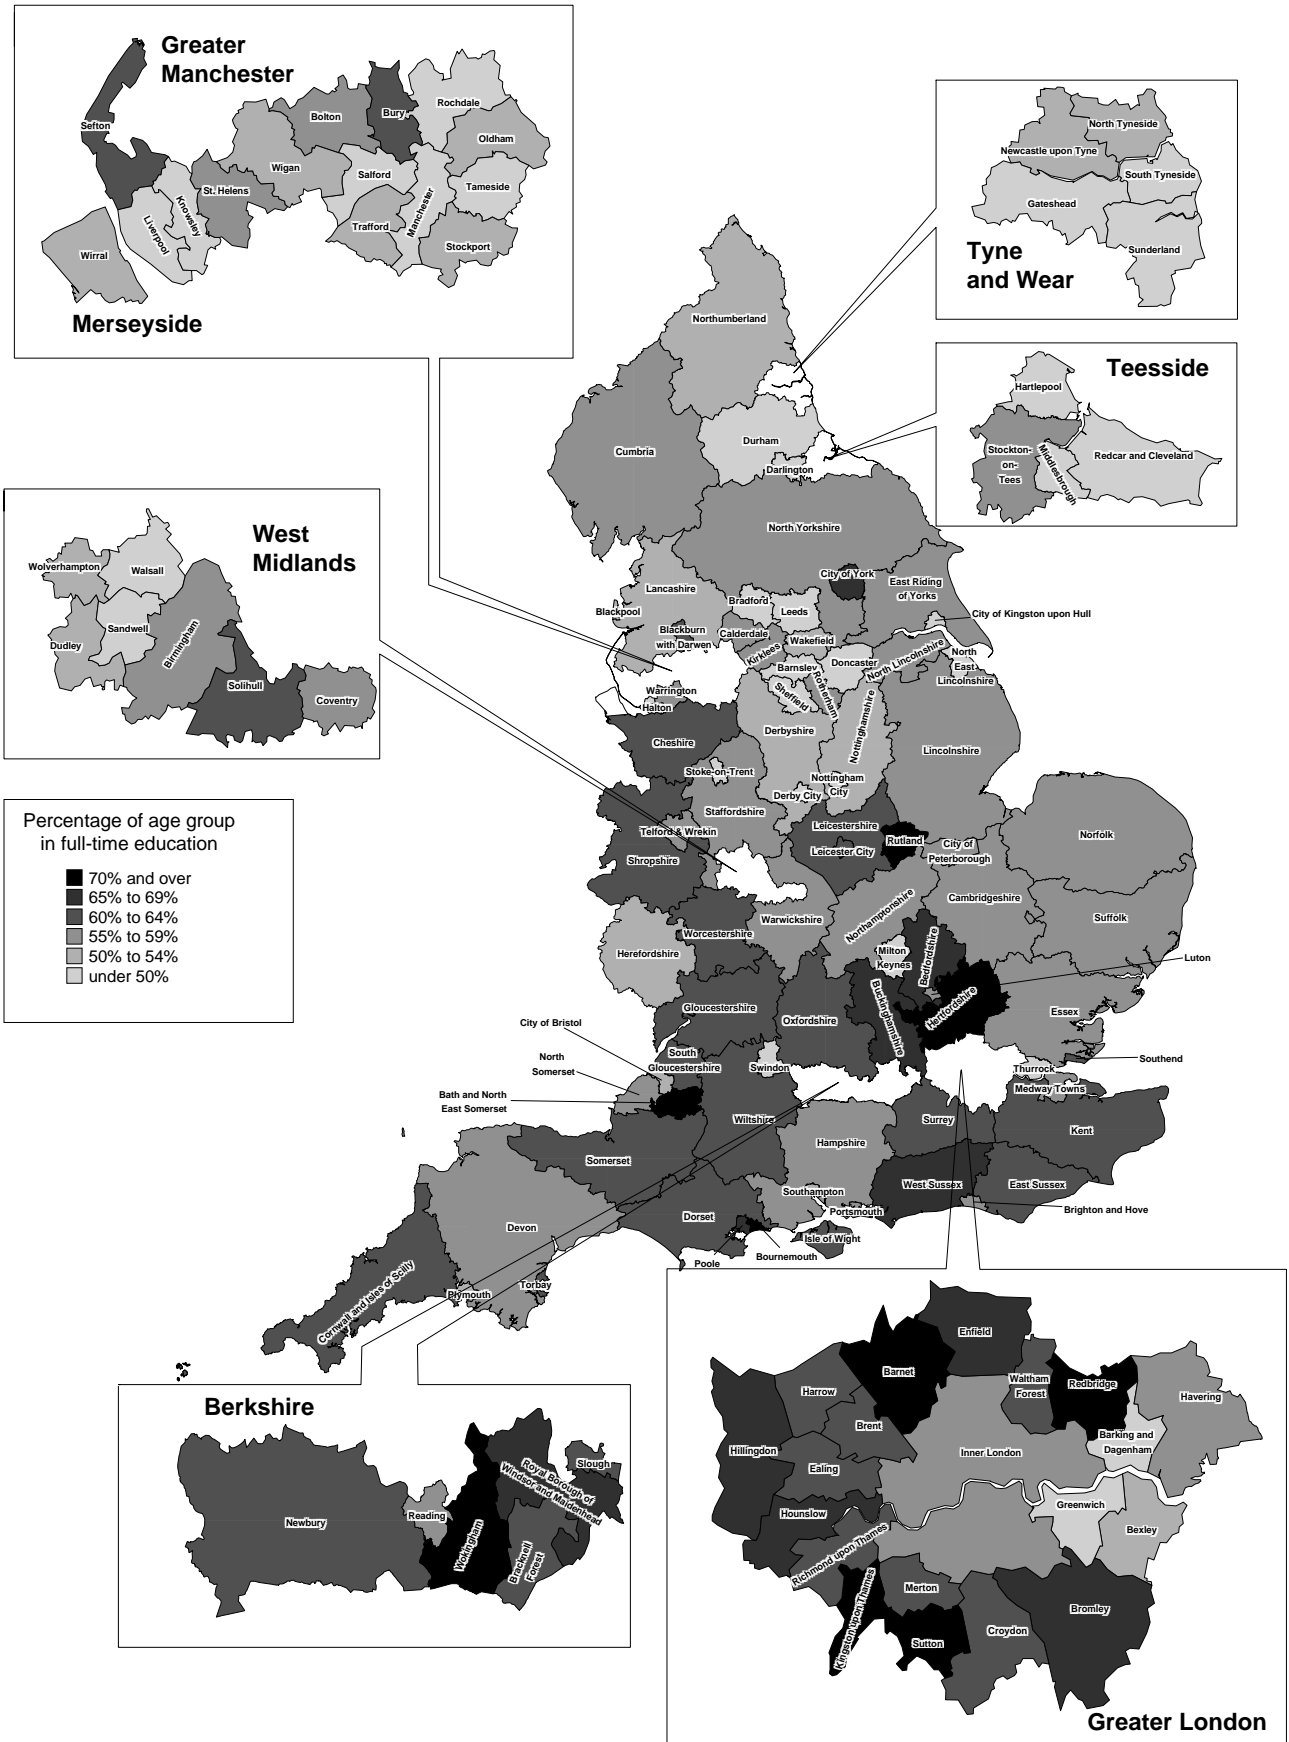 Greater
Manchester
Sefton
Bolton
Bury
Rochdale
Oldham
Wigan
Salford
Tameside
St. Helens
Knowsley
Liverpool
Manchester
Trafford
Stockport
Wirral
Merseyside
North Tyneside
Newcastle upon Tyne
South Tyneside
Gateshead
Sunderland
Tyne
and Wear
Teesside
Hartlepool
Stockton-
on-
Tees
Middlesbrough
Redcar and Cleveland
West
Midlands
Wolverhampton
Walsall
Sandwell
Dudley
Birmingham
Solihull
Coventry
Percentage of age group
in full-time education
70% and over
65% to 69%
60% to 64%
55% to 59%
50% to 54%
under 50%
Northumberland
Cumbria
Durham
Darlington
North Yorkshire
City of York
East Riding
of Yorks
Lancashire
Blackpool
Bradford
Leeds
City of Kingston upon Hull
Blackburn
with Darwen
Calderdale
Wakefield
Kirklees
Barnsley
Doncaster
North Lincolnshire
North
East
Lincolnshire
Rotherham
Sheffield
Warrington
Halton
Cheshire
Derbyshire
Nottinghamshire
Lincolnshire
Stoke-on-Trent
Nottingham
City
Derby City
Staffordshire
Telford & Wrekin
Shropshire
Leicestershire
Leicester City
Rutland
City of
Peterborough
Norfolk
Cambridgeshire
Suffolk
Northamptonshire
Warwickshire
Worcestershire
Herefordshire
Milton
Keynes
Bedfordshire
Luton
Hertfordshire
Buckinghamshire
Essex
Gloucestershire
Oxfordshire
City of Bristol
South
Gloucestershire
Swindon
North
Somerset
Bath and North
East Somerset
Southend
Thurrock
Medway Towns
Wiltshire
Surrey
Kent
Hampshire
Somerset
West Sussex
East Sussex
Southampton
Portsmouth
Brighton and Hove
Dorset
Devon
Isle of Wight
Bournemouth
Poole
Torbay
Plymouth
Cornwall and Isles of Scilly
Berkshire
Newbury
Reading
Wokingham
Bracknell
Forest
Royal Borough of
Windsor and Maidenhead
Slough
Enfield
Barnet
Harrow
Waltham
Forest
Redbridge
Havering
Brent
Hillingdon
Inner London
Barking and
Dagenham
Ealing
Hounslow
Greenwich
Bexley
Richmond upon Thames
Kingston upon Thames
Merton
Sutton
Croydon
Bromley
Greater London